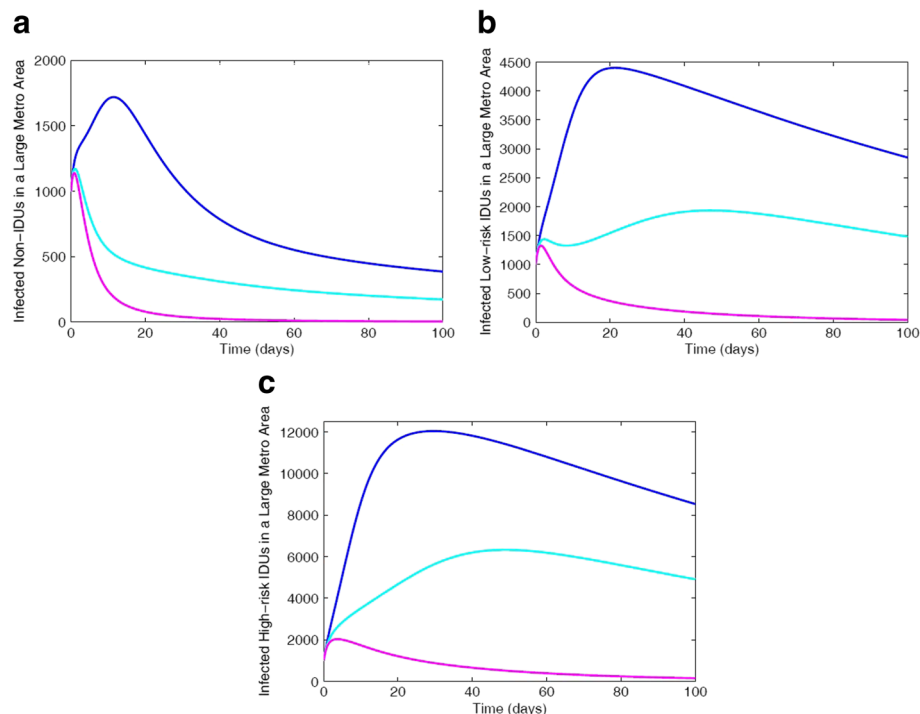 a
Infected Non−IDUs in a Large Metro Area
2000
1500
1000
500
0
0 20 40 60 80 100
Time (days)
b
Infected Low−risk IDUs in a Large Metro Area
4500
4000
3500
3000
2500
2000
1500
1000
500
0
0 20 40 60 80 100
Time (days)
c
Infected High−risk IDUs in a Large Metro Area
12000
10000
8000
6000
4000
2000
0
0 20 40 60 80 100
Time (days)